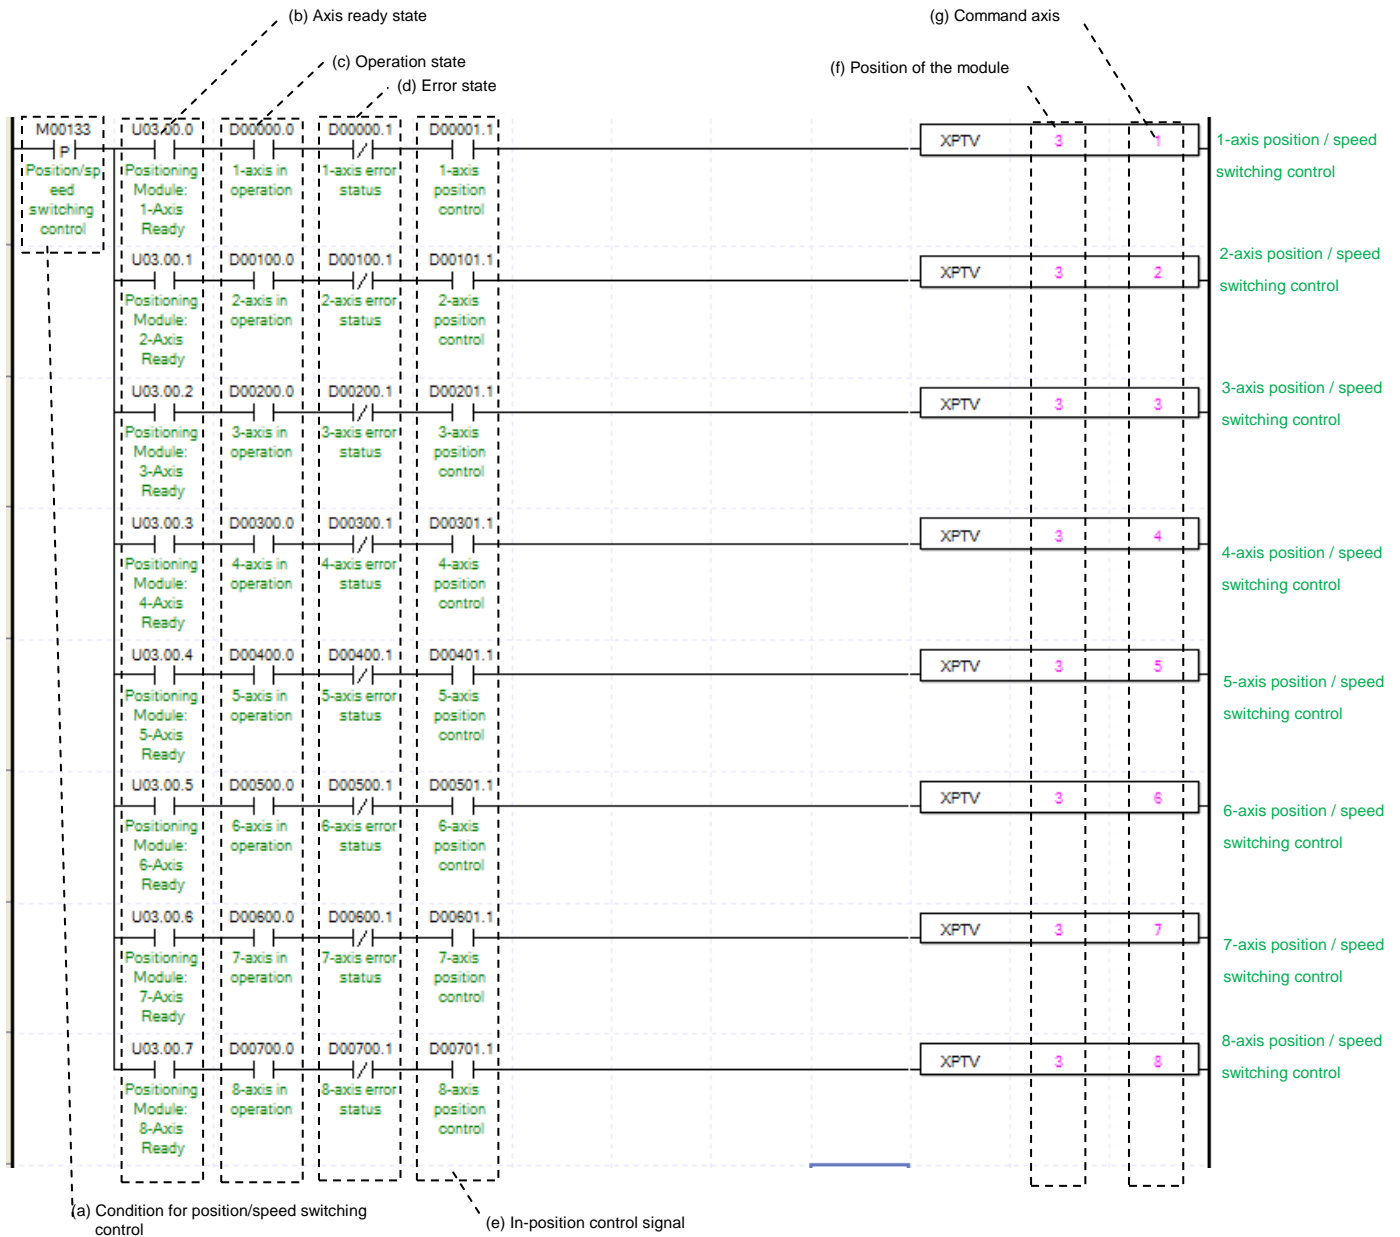 (b) Axis ready state
(g) Command axis
(c) Operation state
(f) Position of the module
(d) Error state
M00133 U03.00.0 D00000.0 D00000.1 D00001.1
P
XPTV 3 1
1-axis position / speed
switching control
Position/sp
eed
switching
control
Positioning
Module:
1-Axis
Ready
1-axis in
operation
1-axis error
status
1-axis
position
control
U03.00.1 D00100.0 D00100.1 D00101.1
XPTV 3 2
2-axis position / speed
switching control
Positioning
Module:
2-Axis
Ready
2-axis in
operation
2-axis error
status
2-axis
position
control
U03.00.2 D00200.0 D00200.1 D00201.1
XPTV 3 3
3-axis position / speed
switching control
Positioning
Module:
3-Axis
Ready
3-axis in
operation
3-axis error
status
3-axis
position
control
U03.00.3 D00300.0 D00300.1 D00301.1
XPTV 3 4
4-axis position / speed
switching control
Positioning
Module:
4-Axis
Ready
4-axis in
operation
4-axis error
status
4-axis
position
control
U03.00.4 D00400.0 D00400.1 D00401.1
XPTV 3 5
5-axis position / speed
switching control
Positioning
Module:
5-Axis
Ready
5-axis in
operation
5-axis error
status
5-axis
position
control
U03.00.5 D00500.0 D00500.1 D00501.1
XPTV 3 6
6-axis position / speed
switching control
Positioning
Module:
6-Axis
Ready
6-axis in
operation
6-axis error
status
6-axis
position
control
U03.00.6 D00600.0 D00600.1 D00601.1
XPTV 3 7
7-axis position / speed
switching control
Positioning
Module:
7-Axis
Ready
7-axis in
operation
7-axis error
status
7-axis
position
control
U03.00.7 D00700.0 D00700.1 D00701.1
XPTV 3 8
8-axis position / speed
switching control
Positioning
Module:
8-Axis
Ready
8-axis in
operation
8-axis error
status
8-axis
position
control
(a) Condition for position/speed switching
control
(e) In-position control signal